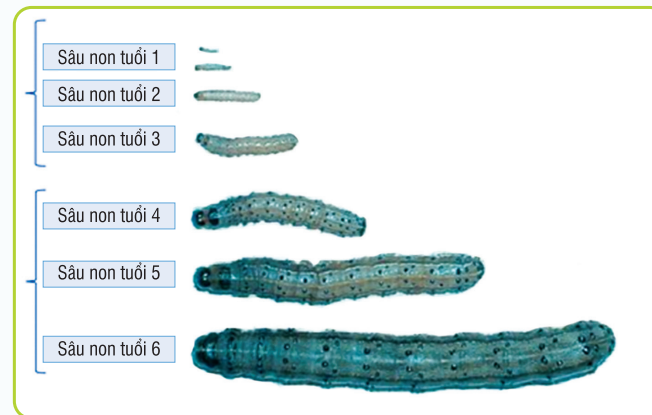 Sâu non tuổi 1
Sâu non tuổi 2
Sâu non tuổi 3
Sâu non tuổi 4
Sâu non tuổi 5
Sâu non tuổi 6